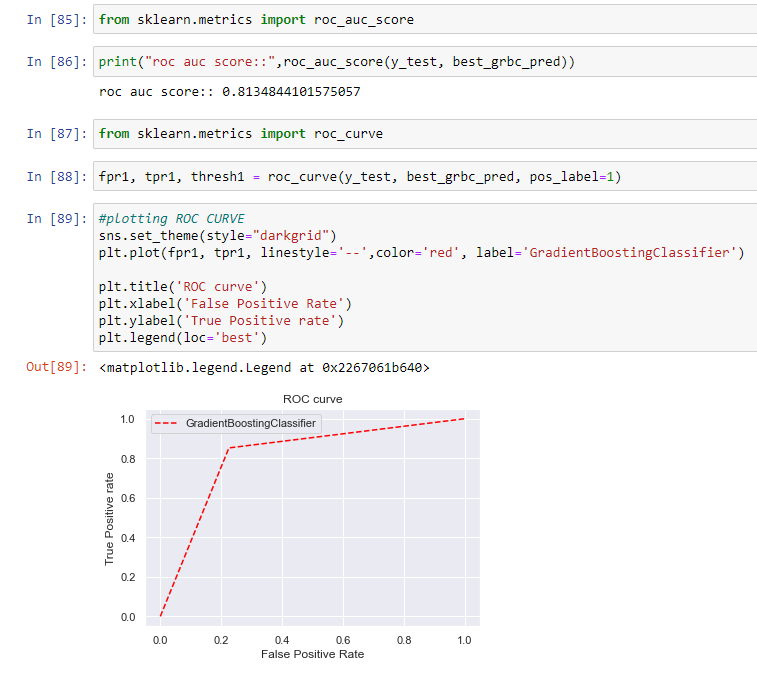 In [85]: from sklearn.metrics import roc_auc_score
In [86]: print("roc auc score::",roc_auc_score(y_test, best_grbc_pred))
roc auc score:: 0.8134844101575057
In [87]: from sklearn.metrics import roc_curve
In [88]: fpr1, tpr1, thresh1 = roc_curve(y_test, best_grbc_pred, pos_label=1)
In [89]: #plotting ROC CURVE
sns.set_theme(style="darkgrid")
plt.plot(fpr1, tpr1, linestyle='--',color='red', label='GradientBoostingClassifier')
plt.title('ROC curve')
plt.xlabel('False Positive Rate')
plt.ylabel('True Positive rate')
plt.legend(loc='best')
Out[89]: <matplotlib.legend.Legend at 0x2267061b640>
ROC curve
GradientBoostingClassifier
True Positive rate
1.0
0.8
0.6
0.4
0.2
0.0
0.0 0.2 0.4 0.6 0.8 1.0
False Positive Rate